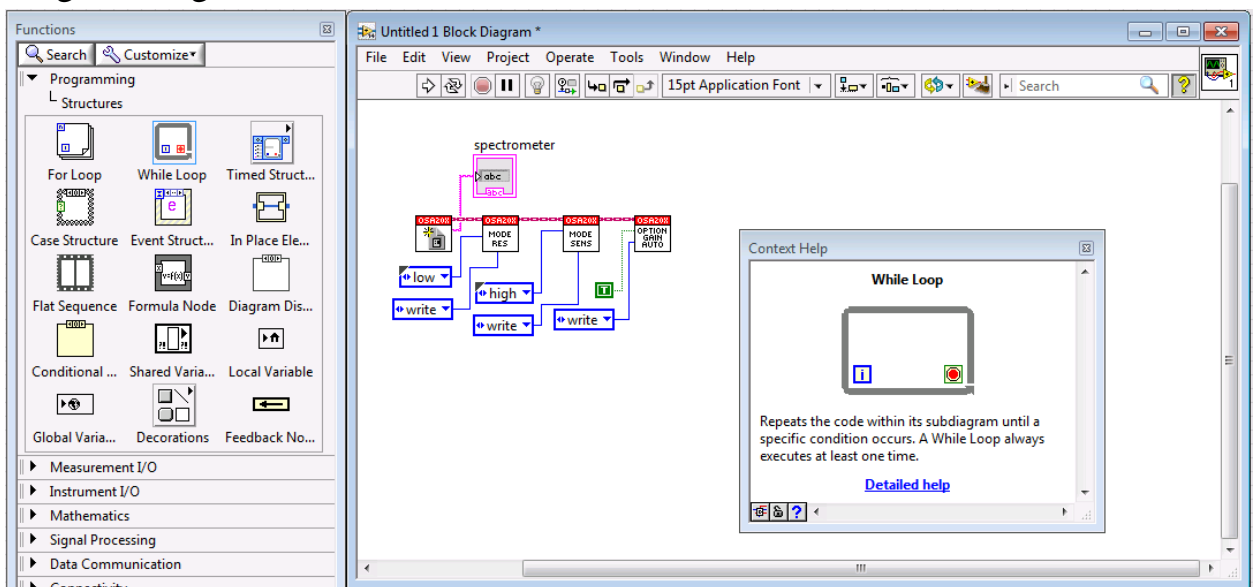 Functions
Search
Customize
Programming
Structures
For Loop
While Loop
Timed Struct...
Case Structure
Event Struct...
In Place Ele...
Flat Sequence
Formula Node
Diagram Dis...
Conditional ...
Shared Varia...
Local Variable
Global Varia...
Decorations
Feedback No...
Measurement I/O
Instrument I/O
Mathematics
Signal Processing
Data Communication
Untitled 1 Block Diagram *
File Edit View Project Operate Tools Window Help
15pt Application Font
Search
spectrometer
abc
abc
OSA20X
OSA20X
MODE
RES
OSA20X
MODE
SENS
OSA20X
OPTION
GAIN
AUTO
low
write
high
write
T
write
Context Help
While Loop
i
Repeats the code within its subdiagram until a
specific condition occurs. A While Loop always
executes at least one time.
Detailed help